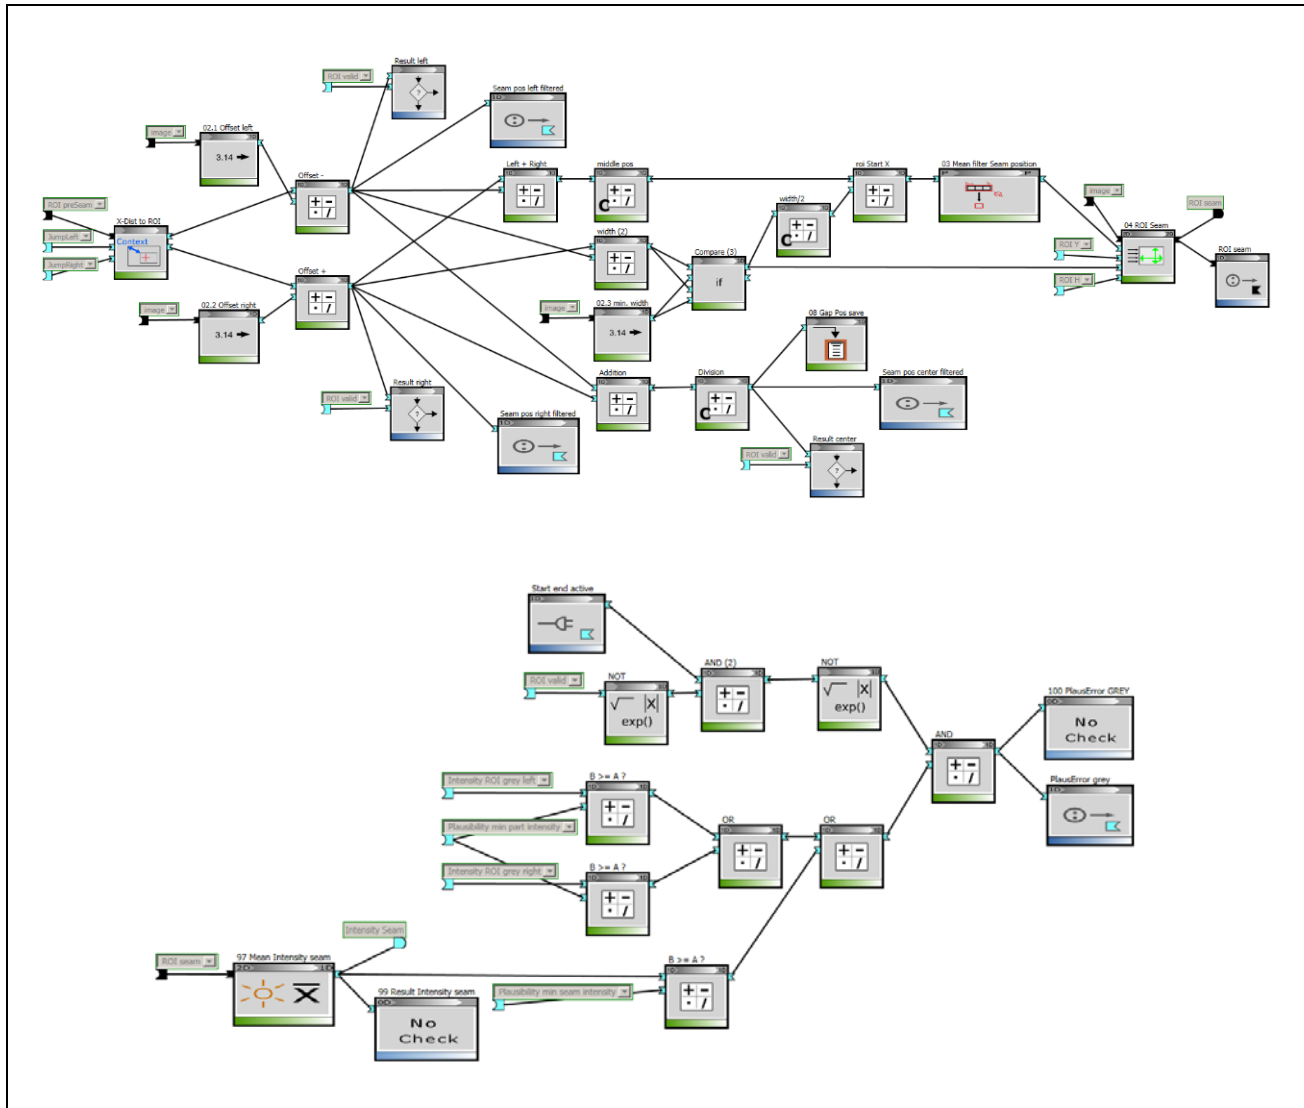 Result left
ROI valid
Seam pos left filtered
image
02.1 Offset left
3.14
Offset -
Left + Right
middle pos
C
roi Start X
03 Mean filter Seam position
image
ROI seam
ROI preSeam
X-Dist to ROI
Context
JumpLeft
JumpRight
width/2
C
width (2)
Compare (3)
if
04 ROI Seam
ROI Y
ROI H
ROI seam
Offset +
image
02.2 Offset right
3.14
image
02.3 min. width
3.14
08 Gap Pos save
Result right
ROI valid
Addition
Division
C
Seam pos center filtered
Seam pos right filtered
Result center
ROI valid
Start end active
AND (2)
NOT
ROI valid
NOT
√‾ |X|
exp()
√‾ |X|
exp()
100 PlausError GREY
No
Check
AND
B >= A ?
Intensity ROI grey left
PlausError grey
Plausibility min part intensity
OR
OR
B >= A ?
Intensity ROI grey right
Intensity Seam
ROI seam
97 Mean Intensity seam
B >= A ?
99 Result Intensity seam
Plausibility min seam intensity
No
Check